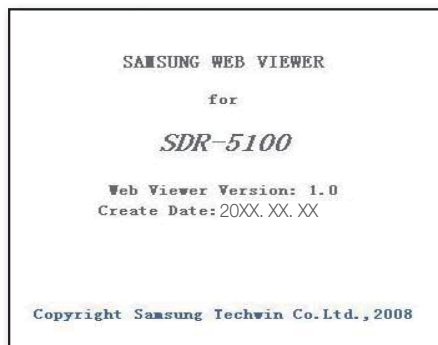 SAMSUNG WEB VIEWER
for
SDR-5100
Web Viewer Version: 1.0
Create Date: 20XX. XX. XX
Copyright Samsung Techwin Co.Ltd.,2008